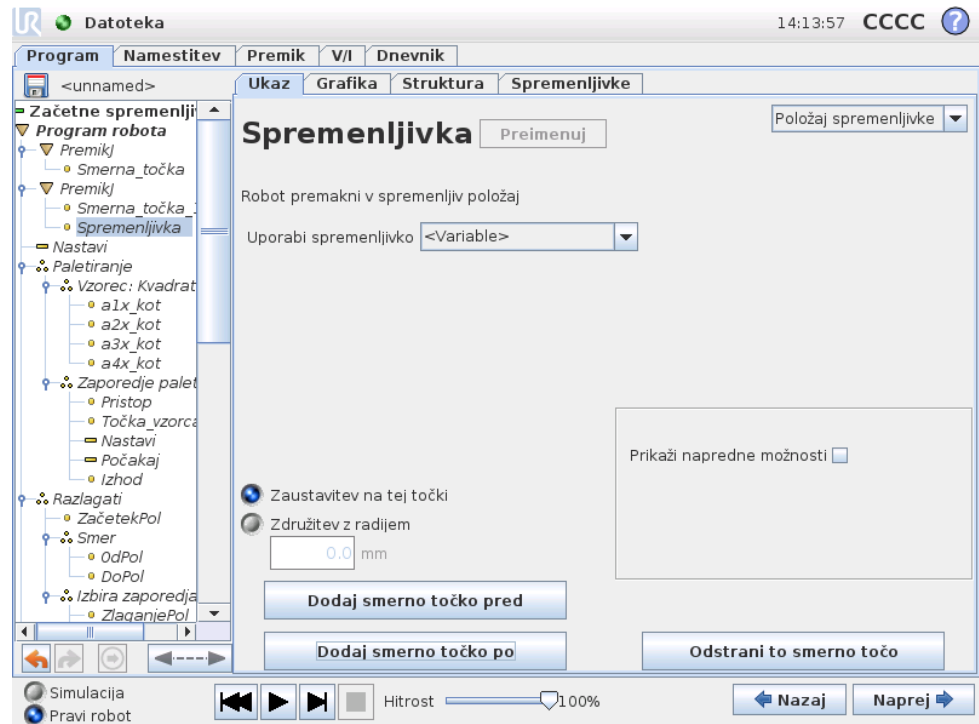 Datoteka
14:13:57 CCCC ?
Program Namestitev Premik V/I Dnevnik
<unnamed>
Ukaz Grafika Struktura Spremenljivke
Začetne spremenlji
Program robota
PremikJ
Smerna_točka
PremikJ
Smerna_točka_
Spremenljivka
Nastavi
Paletiranje
Vzorec: Kvadrat
a1x_kot
a2x_kot
a3x_kot
a4x_kot
Zaporedje palet
Pristop
Točka_vzorca
Nastavi
Počakaj
Izhod
Razlagati
ZačetekPol
Smer
OdPol
DoPol
Izbira zaporedja
ZlaganjePol
Spremenljivka Preimenuj
Položaj spremenljivke
Robot premakni v spremenljiv položaj
Uporabi spremenljivko <Variable>
Prikaži napredne možnosti
Zaustavitev na tej točki
Združitev z radijem
0.0 mm
Dodaj smerno točko pred
Dodaj smerno točko po
Odstrani to smerno točo
Simulacija
Pravi robot
Hitrost 100%
Nazaj Naprej